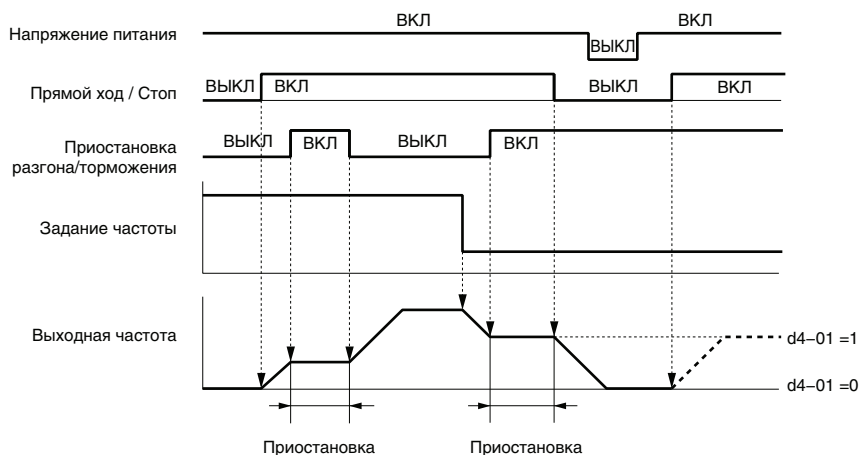 Напряжение питания
ВКЛ
ВЫКЛ
ВКЛ
Прямой ход / Стоп
ВЫКЛ
ВКЛ
ВЫКЛ
ВКЛ
Приостановка
разгона/торможения
ВЫКЛ
ВКЛ
ВЫКЛ
ВКЛ
Задание частоты
Выходная частота
d4−01 =1
d4−01 =0
Приостановка
Приостановка